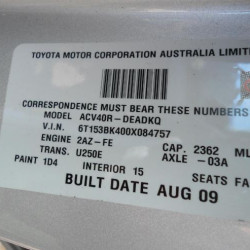 TOYOTA MOTOR CORPORATION AUSTRALIA LIMITE
CORRESPONDENCE MUST BEAR THESE NUMBERS
MODEL ACV40R-DEADKQ
V.I.N. 6T153BK400X084757
ENGINE 2AZ-FE CAP. 2362 ML
TRANS. U250E AXLE -03A
PAINT 1D4 INTERIOR 15 SEATS FA
BUILT DATE AUG 09